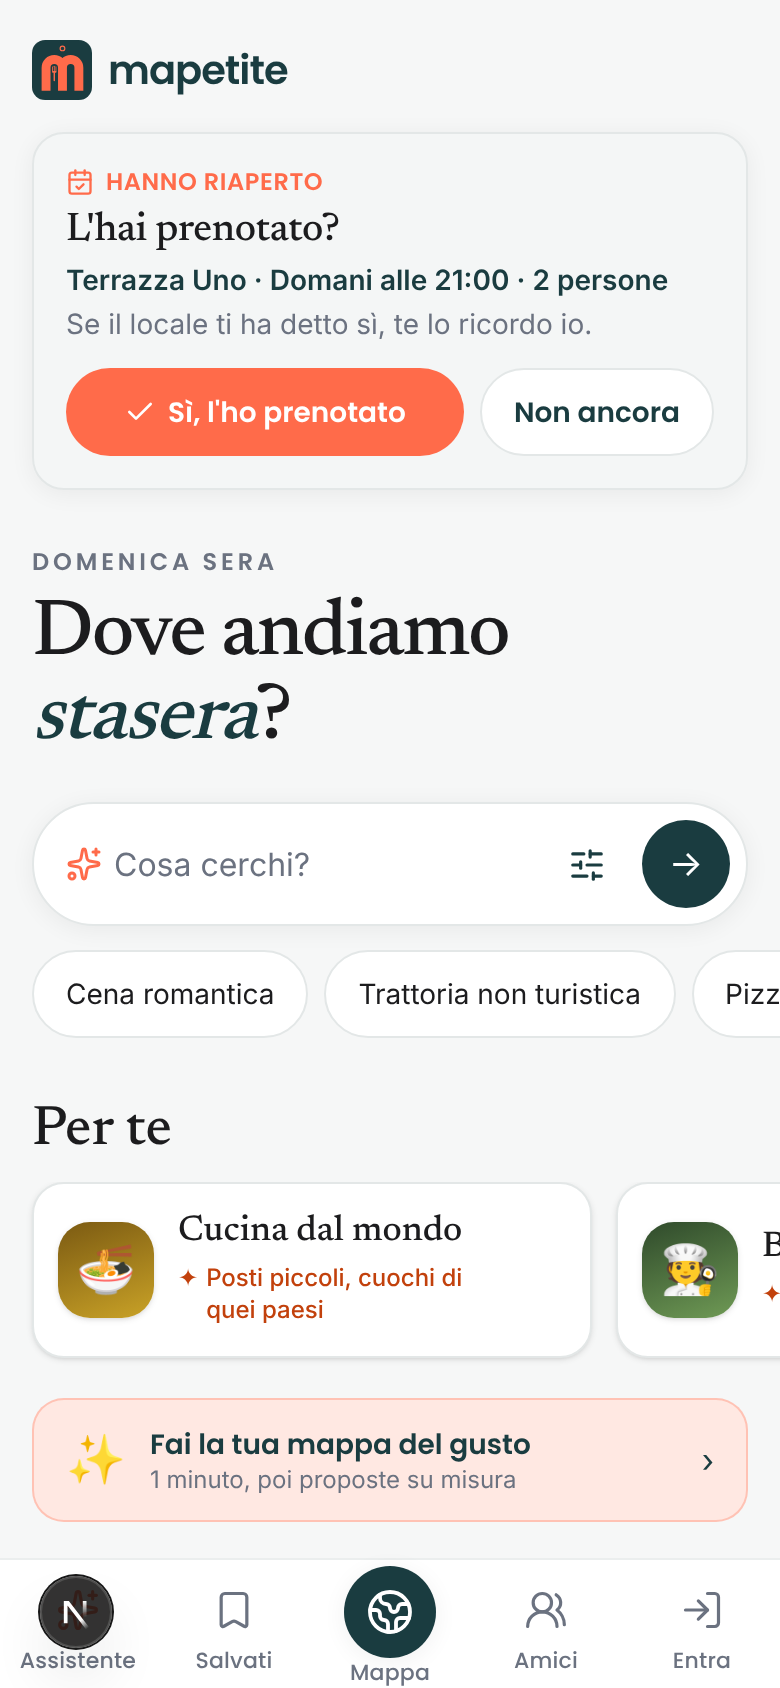 mapetite
HANNO RIAPERTO
L'hai prenotato?
Terrazza Uno · Domani alle 21:00 · 2 persone
Se il locale ti ha detto sì, te lo ricordo io.
Sì, l'ho prenotato
Non ancora
DOMENICA SERA
Dove andiamo
stasera?
Cosa cerchi?
Cena romantica
Trattoria non turistica
Pizz
Per te
Cucina dal mondo
✦ Posti piccoli, cuochi di
quei paesi
B
✦
Fai la tua mappa del gusto
1 minuto, poi proposte su misura
›
N
Assistente
Salvati
Mappa
Amici
Entra